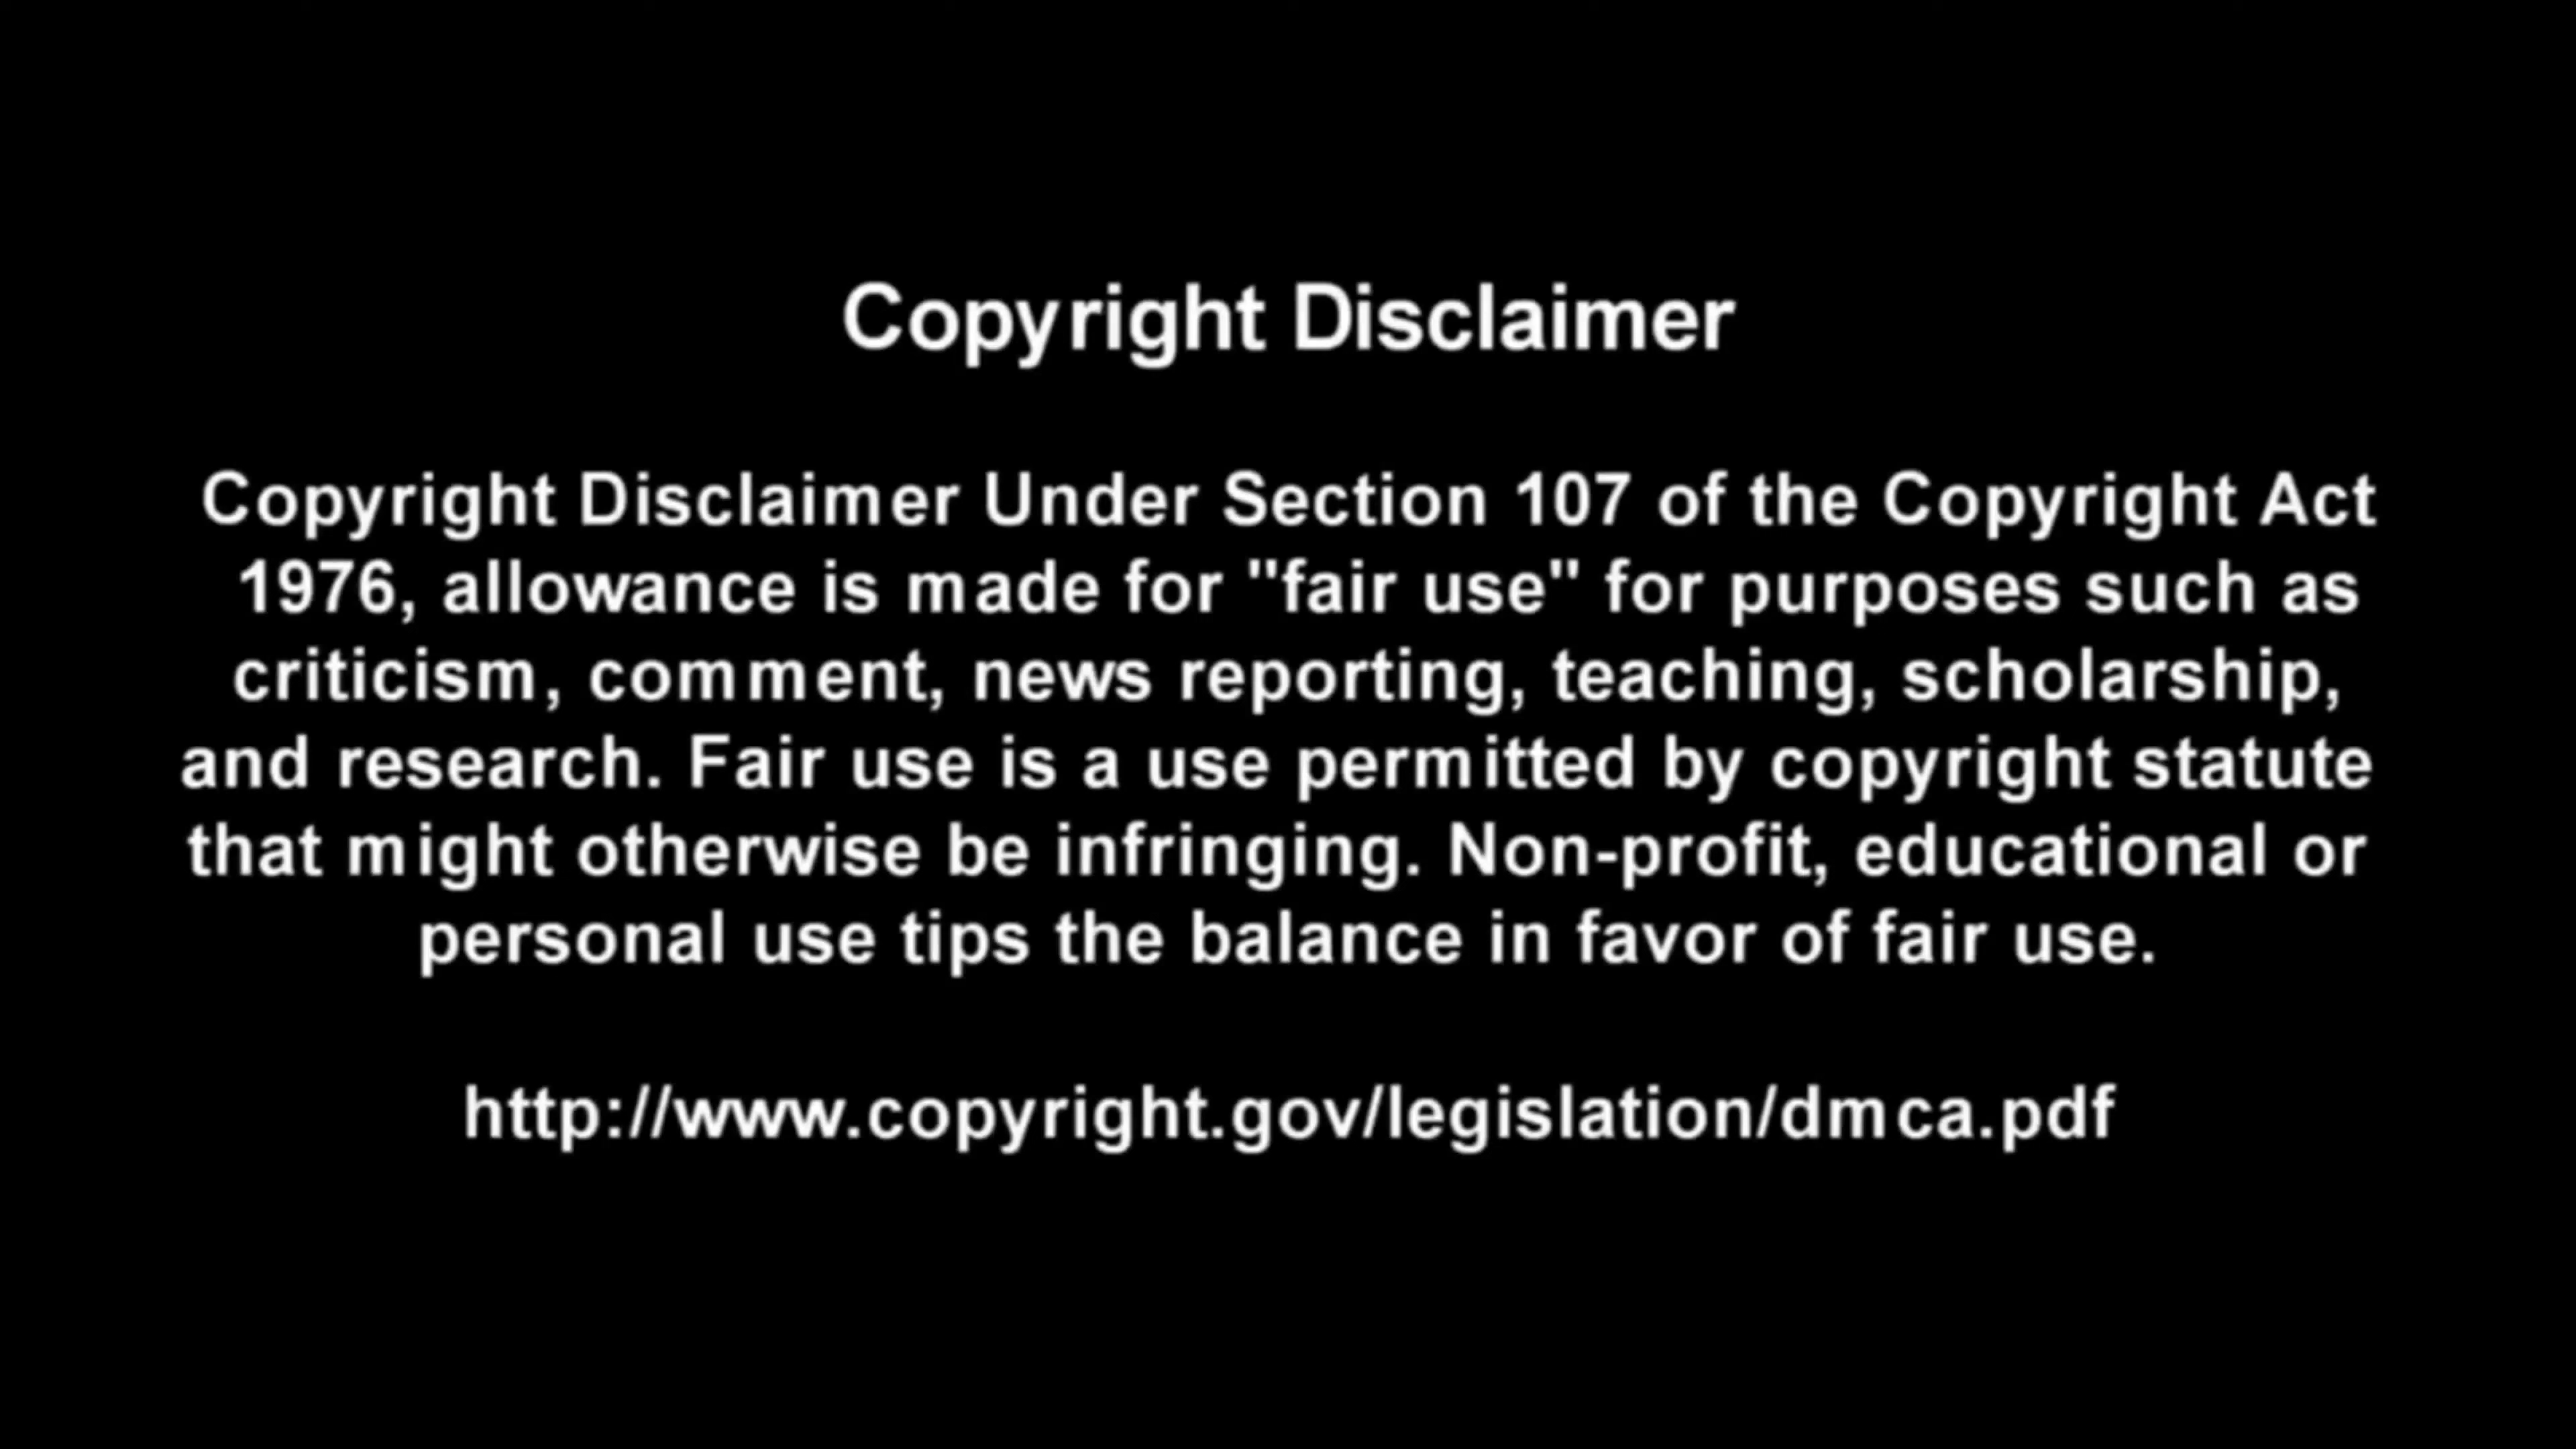 Copyright Disclaimer
Copyright Disclaimer Under Section 107 of the Copyright Act
1976, allowance is made for "fair use" for purposes such as
criticism, comment, news reporting, teaching, scholarship,
and research. Fair use is a use permitted by copyright statute
that might otherwise be infringing. Non-profit, educational or
personal use tips the balance in favor of fair use.
http://www.copyright.gov/legislation/dmca.pdf